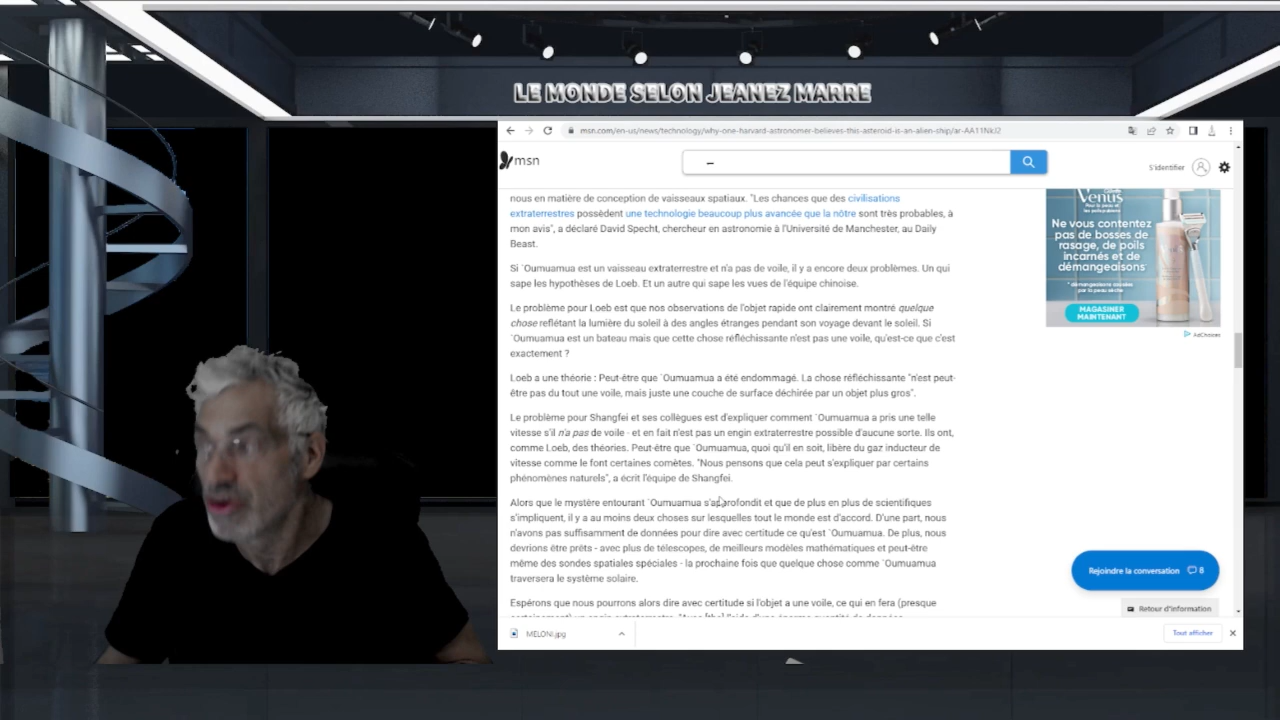 LE MONDE SELON JEANEZ MARRE
msn.com/en-us/news/technology/why-one-harvard-astronomer-believes-this-asteroid-is-an-alien-ship/ar-AA11NkJ2
msn
S'identifier
nous en matière de conception de vaisseaux spatiaux. "Les chances que des civilisations
extraterrestres possèdent une technologie beaucoup plus avancée que la nôtre sont très probables, à
mon avis", a déclaré David Specht, chercheur en astronomie à l'Université de Manchester, au Daily
Beast.
Si `Oumuamua est un vaisseau extraterrestre et n'a pas de voile, il y a encore deux problèmes. Un qui
sape les hypothèses de Loeb. Et un autre qui sape les vues de l'équipe chinoise.
Le problème pour Loeb est que nos observations de l'objet rapide ont clairement montré quelque
chose reflétant la lumière du soleil à des angles étranges pendant son voyage devant le soleil. Si
`Oumuamua est un bateau mais que cette chose réfléchissante n'est pas une voile, qu'est-ce que c'est
exactement ?
Loeb a une théorie : Peut-être que `Oumuamua a été endommagé. La chose réfléchissante "n'est peut-
être pas du tout une voile, mais juste une couche de surface déchirée par un objet plus gros".
Le problème pour Shangfei et ses collègues est d'expliquer comment `Oumuamua a pris une telle
vitesse s'il n'a pas de voile - et en fait n'est pas un engin extraterrestre possible d'aucune sorte. Ils ont,
comme Loeb, des théories. Peut-être que `Oumuamua, quoi qu'il en soit, libère du gaz inducteur de
vitesse comme le font certaines comètes. "Nous pensons que cela peut s'expliquer par certains
phénomènes naturels", a écrit l'équipe de Shangfei.
Alors que le mystère entourant `Oumuamua s'approfondit et que de plus en plus de scientifiques
s'impliquent, il y a au moins deux choses sur lesquelles tout le monde est d'accord. D'une part, nous
n'avons pas suffisamment de données pour dire avec certitude ce qu'est `Oumuamua. De plus, nous
devrions être prêts - avec plus de télescopes, de meilleurs modèles mathématiques et peut-être
même des sondes spatiales spéciales - la prochaine fois que quelque chose comme `Oumuamua
traversera le système solaire.
Espérons que nous pourrons alors dire avec certitude si l'objet a une voile, ce qui en fera (presque
Venus
Ne vous contentez
pas de bosses de
rasage, de poils
incarnés et de
démangeaisons*
MAGASINER
MAINTENANT
AdChoices
Rejoindre la conversation 8
Retour d'information
MELONI.jpg
Tout afficher